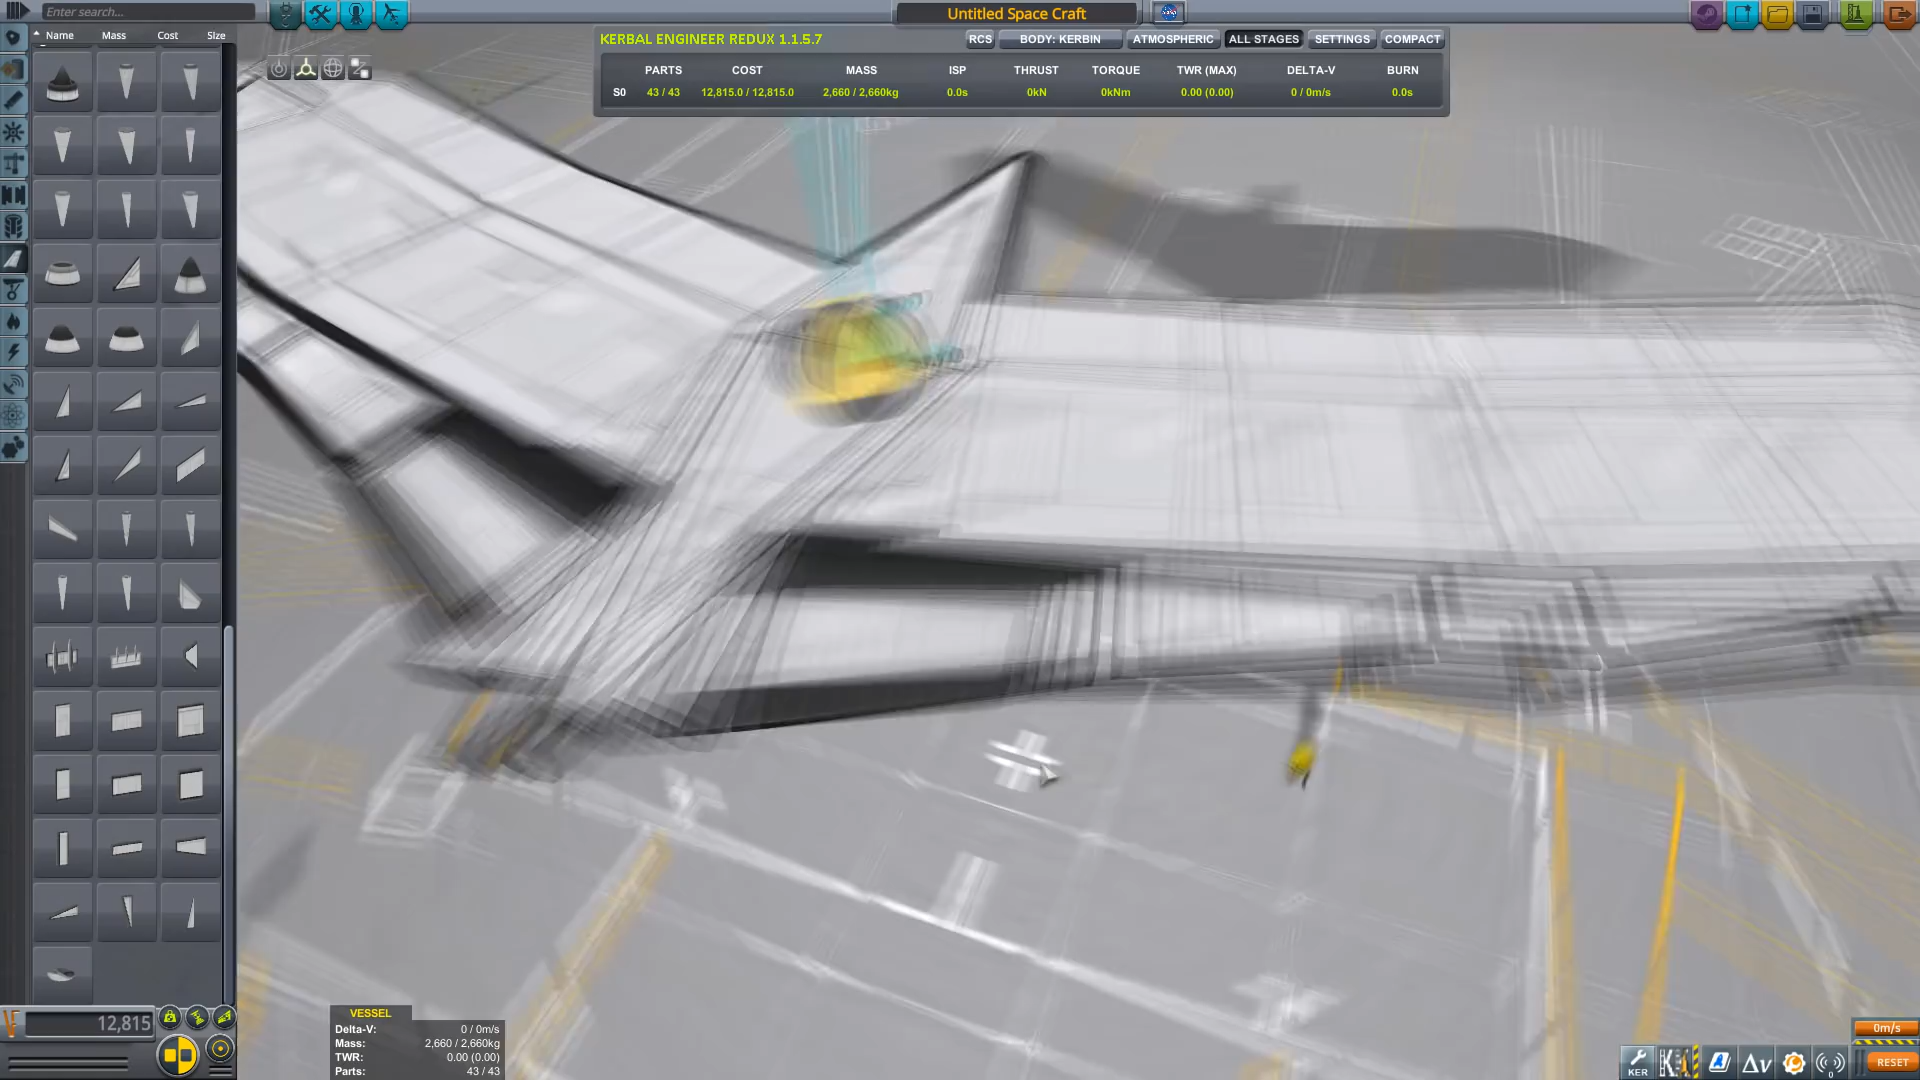 Enter search...
Untitled Space Craft
Name Mass Cost Size
KERBAL ENGINEER REDUX 1.1.5.7
RCS BODY: KERBIN ATMOSPHERIC ALL STAGES SETTINGS COMPACT
PARTS COST MASS ISP THRUST TORQUE TWR (MAX) DELTA-V BURN
S0 43 / 43 12,815.0 / 12,815.0 2,660 / 2,660kg 0.0s 0kN 0kNm 0.00 (0.00) 0 / 0m/s 0.0s
12,815
VESSEL
Delta-V: 0 / 0m/s
Mass: 2,660 / 2,660kg
TWR: 0.00 (0.00)
Parts: 43 / 43
0m/s
KER
Δv
0
RESET